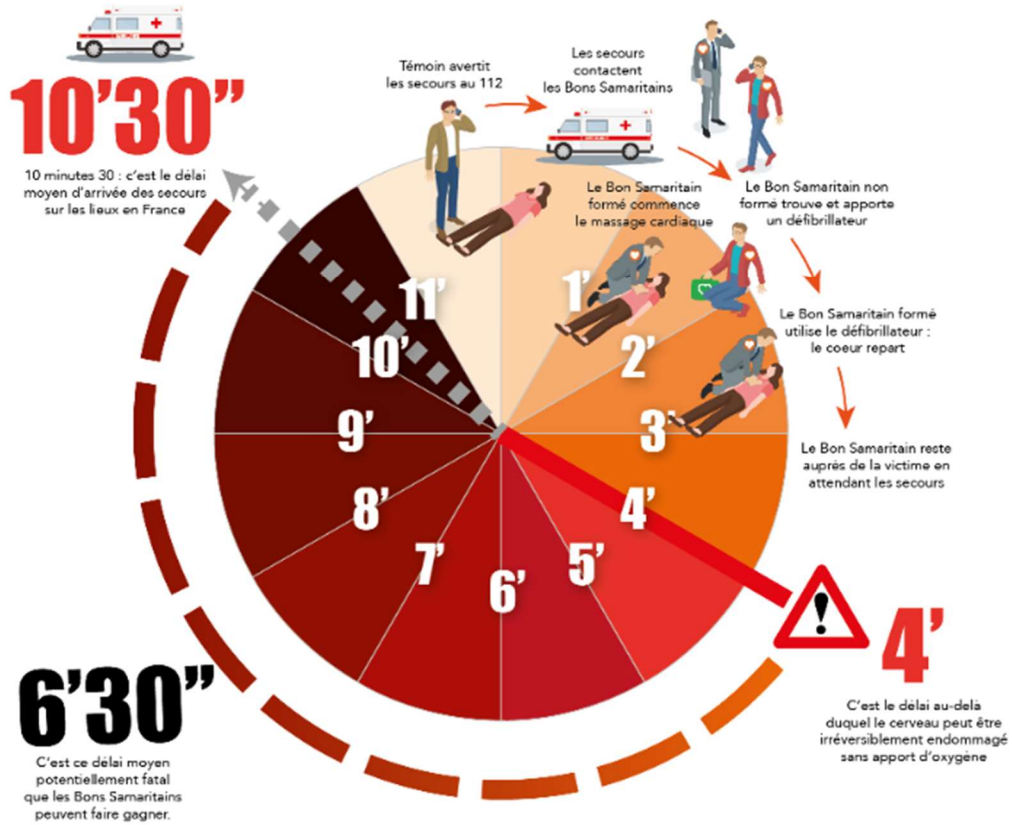 10'30"
10 minutes 30 : c'est le délai
moyen d'arrivée des secours
sur les lieux en France
Témoin avertit
les secours au 112
Les secours
contactent
les Bons Samaritains
Le Bon Samaritain
formé commence
le massage cardiaque
Le Bon Samaritain non
formé trouve et apporte
un défibrillateur
Le Bon Samaritain formé
utilise le défibrillateur :
le coeur repart
Le Bon Samaritain reste
auprès de la victime en
attendant les secours
1'
2'
3'
4'
5'
6'
7'
8'
9'
10'
11'
4'
C'est le délai au-delà
duquel le cerveau peut être
irréversiblement endommagé
sans apport d'oxygène
6'30"
C'est ce délai moyen
potentiellement fatal
que les Bons Samaritains
peuvent faire gagner.